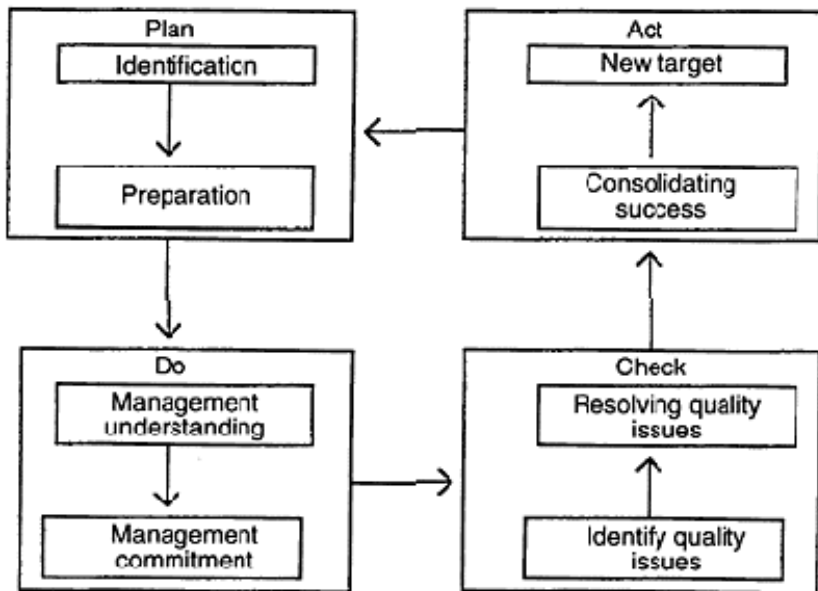 Plan
Identification
Preparation
Act
New target
Consolidating
success
Do
Management
understanding
Management
commitment
Check
Resolving quality
issues
Identify quality
issues